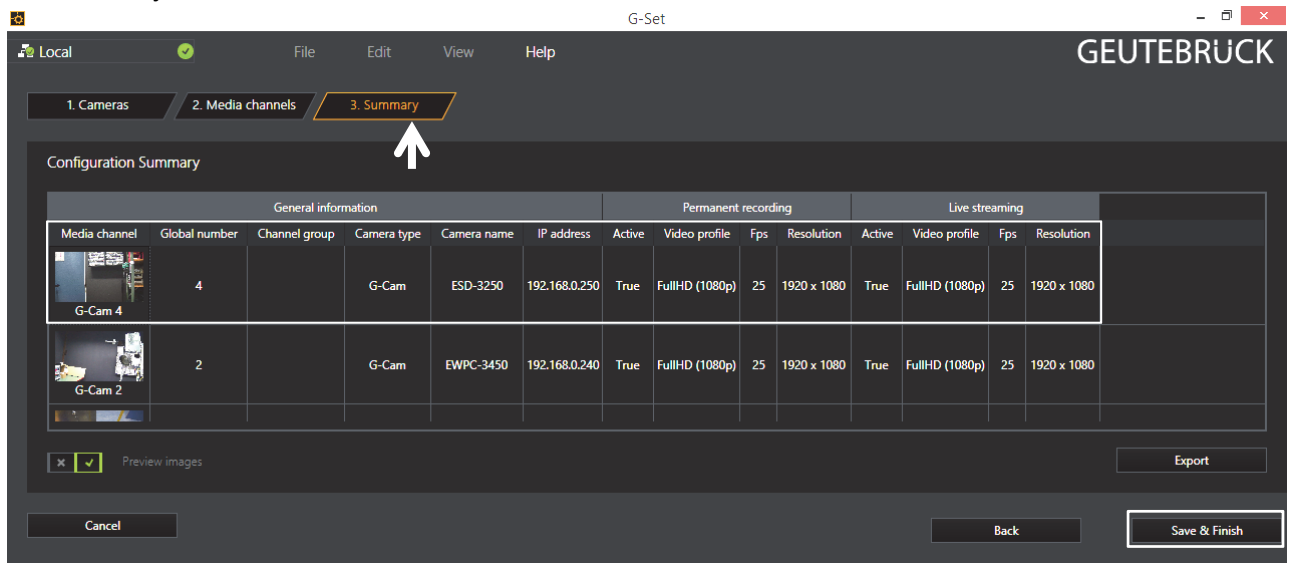 G-Set
Local File Edit View Help
GEUTEBRÜCK
1. Cameras 2. Media channels 3. Summary
Configuration Summary
General information Permanent recording Live streaming
Media channel Global number Channel group Camera type Camera name IP address Active Video profile Fps Resolution Active Video profile Fps Resolution
4 G-Cam ESD-3250 192.168.0.250 True FullHD (1080p) 25 1920 x 1080 True FullHD (1080p) 25 1920 x 1080
G-Cam 4
2 G-Cam EWPC-3450 192.168.0.240 True FullHD (1080p) 25 1920 x 1080 True FullHD (1080p) 25 1920 x 1080
G-Cam 2
Preview images Export
Cancel Back Save & Finish